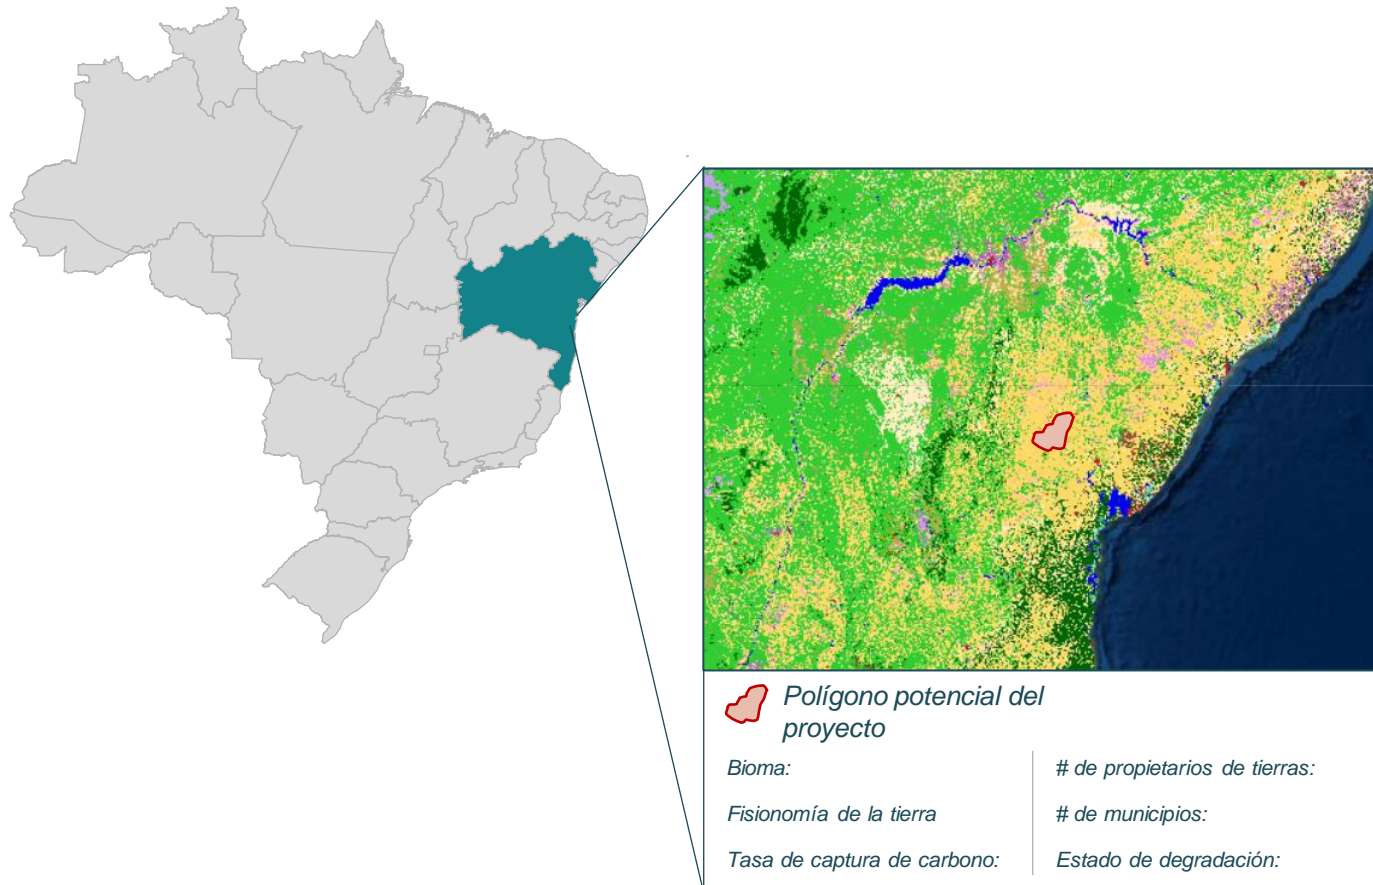 Polígono potencial del
proyecto
Bioma:
# de propietarios de tierras:
Fisionomía de la tierra
# de municipios:
Tasa de captura de carbono:
Estado de degradación: